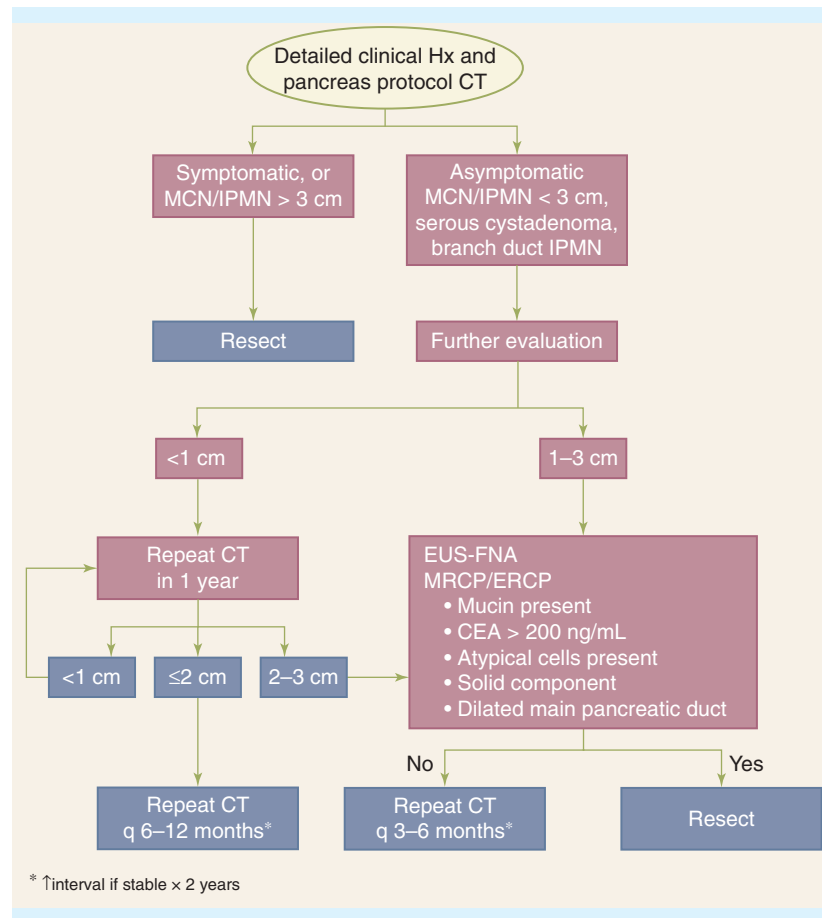 Detailed clinical Hx and
pancreas protocol CT
Symptomatic, or
MCN/IPMN > 3 cm
Asymptomatic
MCN/IPMN < 3 cm,
serous cystadenoma,
branch duct IPMN
Resect
Further evaluation
<1 cm
1–3 cm
Repeat CT
in 1 year
EUS-FNA
MRCP/ERCP
• Mucin present
• CEA > 200 ng/mL
• Atypical cells present
• Solid component
• Dilated main pancreatic duct
<1 cm
≤2 cm
2–3 cm
No
Yes
Repeat CT
q 6–12 months*
Repeat CT
q 3–6 months*
Resect
* ↑interval if stable × 2 years